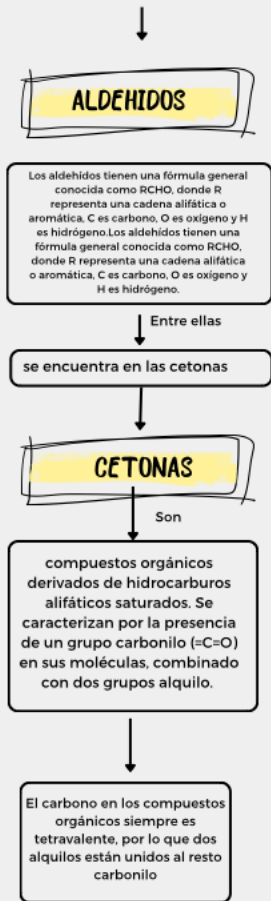 ALDEHIDOS
Los aldehídos tienen una fórmula general
conocida como RCHO, donde R
representa una cadena alifática o
aromática, C es carbono, O es oxígeno y H
es hidrógeno.Los aldehídos tienen una
fórmula general conocida como RCHO,
donde R representa una cadena alifática
o aromática, C es carbono, O es oxígeno y
H es hidrógeno.
Entre ellas
se encuentra en las cetonas
CETONAS
Son
compuestos orgánicos
derivados de hidrocarburos
alifáticos saturados. Se
caracterizan por la presencia
de un grupo carbonilo (=C=O)
en sus moléculas, combinado
con dos grupos alquilo.
El carbono en los compuestos
orgánicos siempre es
tetravalente, por lo que dos
alquilos están unidos al resto
carbonilo